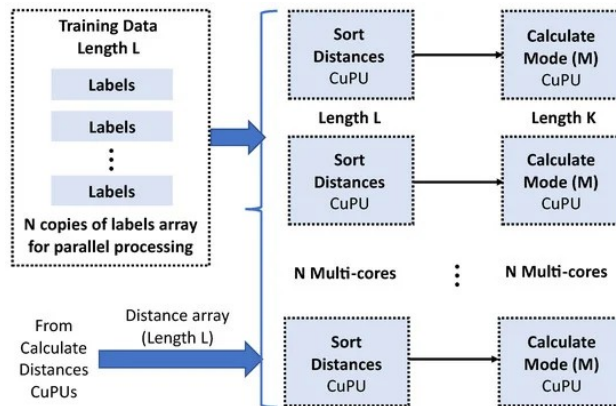 Training Data
Length L
Labels
Labels
Labels
N copies of labels array
for parallel processing
From
Calculate
Distances
CuPUs
Distance array
(Length L)
Sort
Distances
CuPU
Calculate
Mode (M)
CuPU
Length L
Length K
Sort
Distances
CuPU
Calculate
Mode (M)
CuPU
N Multi-cores
N Multi-cores
Sort
Distances
CuPU
Calculate
Mode (M)
CuPU